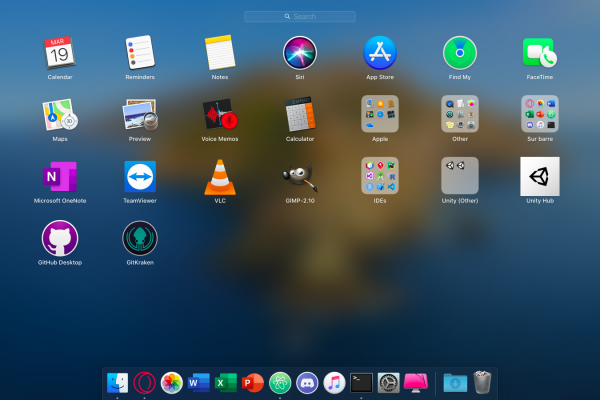 Search
MAR
19
Calendar
Reminders
Notes
Siri
App Store
Find My
FaceTime
3D
Maps
Preview
Voice Memos
Calculator
Apple
Other
Sur barre
N
Microsoft OneNote
TeamViewer
VLC
GIMP-2.10
IDEs
Unity (Other)
Unity Hub
GitHub Desktop
GitKraken
W
X
P